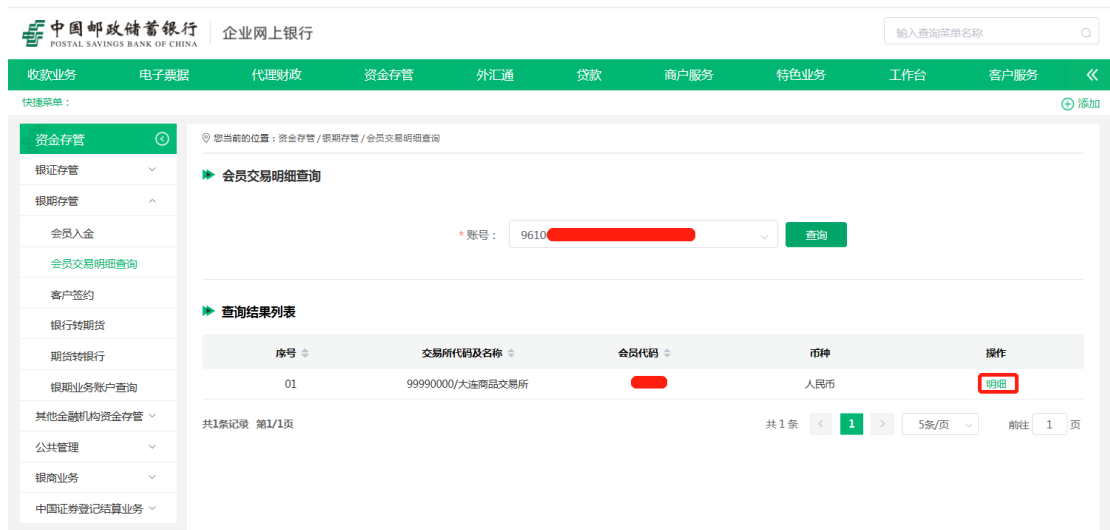 中国邮政储蓄银行 企业网上银行 输入查询菜单名称
POSTAL SAVINGS BANK OF CHINA
收款业务 电子票据 代理财政 资金存管 外汇通 贷款 商户服务 特色业务 工作台 客户服务
快捷菜单： 添加
资金存管
银证存管
银期存管
会员入金
会员交易明细查询
客户签约
银行转期货
期货转银行
银期业务账户查询
其他金融机构资金存管
公共管理
银商业务
中国证券登记结算业务
您当前的位置：资金存管/银期存管/会员交易明细查询
会员交易明细查询
*账号： 9610 查询
查询结果列表
序号 交易所代码及名称 会员代码 币种 操作
01 99990000/大连商品交易所 人民币 明细
共1条记录 第1/1页 共1条 < 1 > 5条/页 前往 1 页